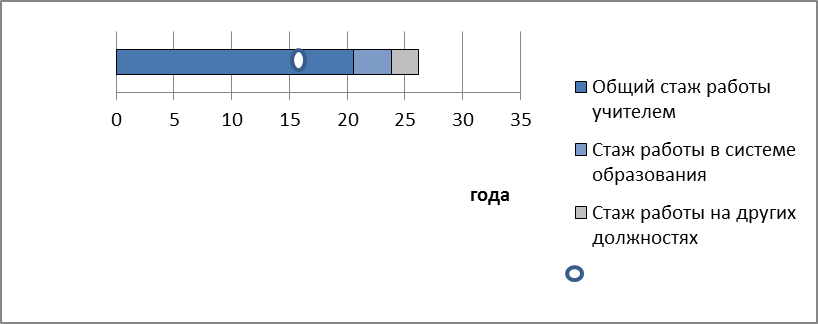 0 5 10 15 20 25 30 35
года
Общий стаж работы
учителем
Стаж работы в системе
образования
Стаж работы на других
должностях